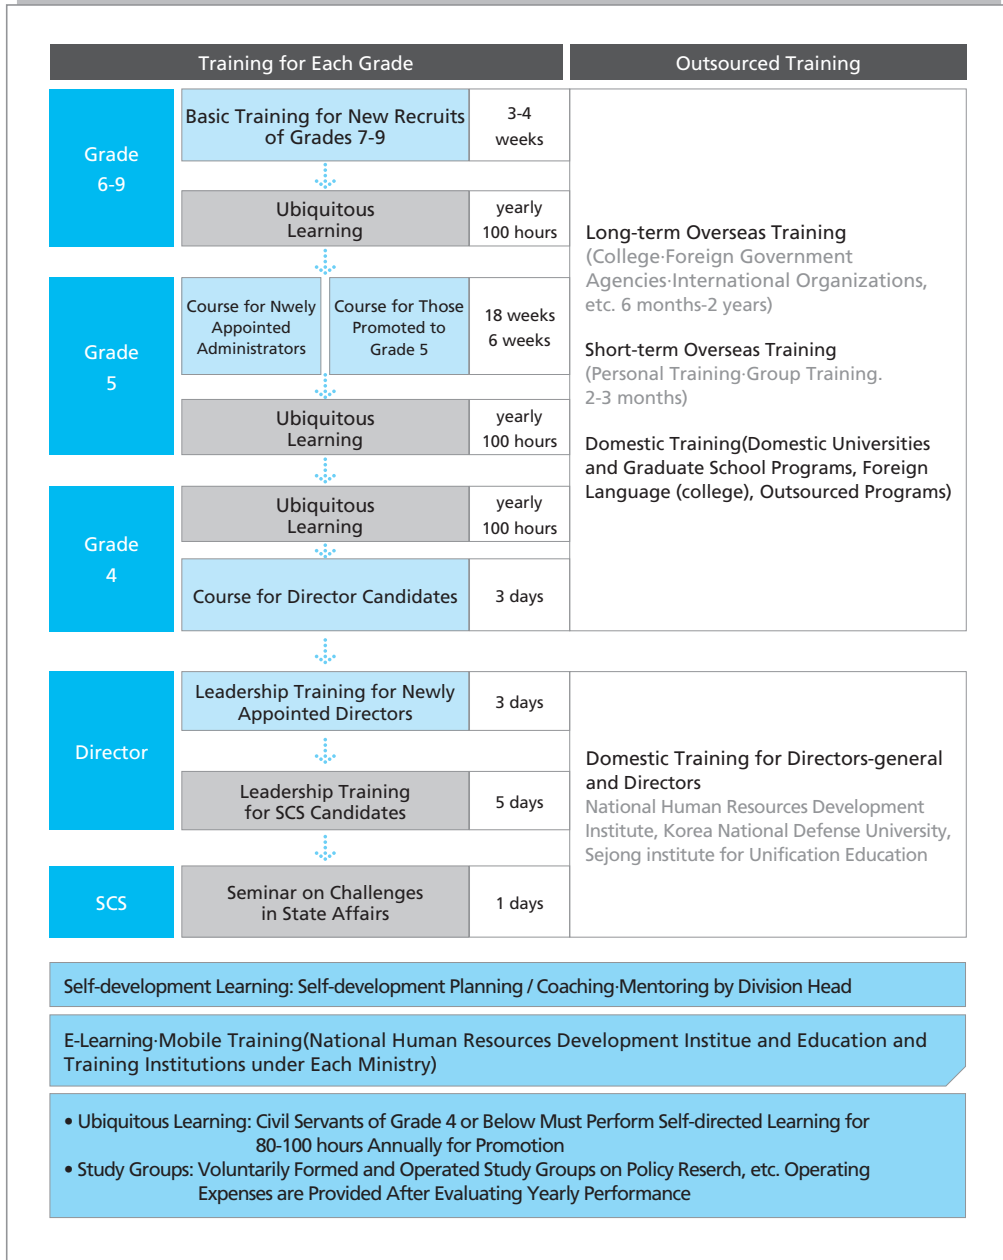 Training for Each Grade
Outsourced Training
Grade
6-9
Basic Training for New Recruits
of Grades 7-9
3-4
weeks
Ubiquitous
Learning
yearly
100 hours
Grade
5
Course for Nwely
Appointed
Administrators
Course for Those
Promoted to
Grade 5
18 weeks
6 weeks
Ubiquitous
Learning
yearly
100 hours
Grade
4
Ubiquitous
Learning
yearly
100 hours
Course for Director Candidates
3 days
Long-term Overseas Training
(College·Foreign Government
Agencies·International Organizations,
etc. 6 months-2 years)
Short-term Overseas Training
(Personal Training·Group Training.
2-3 months)
Domestic Training(Domestic Universities
and Graduate School Programs, Foreign
Language (college), Outsourced Programs)
Director
Leadership Training for Newly
Appointed Directors
3 days
Leadership Training
for SCS Candidates
5 days
SCS
Seminar on Challenges
in State Affairs
1 days
Domestic Training for Directors-general
and Directors
National Human Resources Development
Institute, Korea National Defense University,
Sejong institute for Unification Education
Self-development Learning: Self-development Planning / Coaching·Mentoring by Division Head
E-Learning·Mobile Training(National Human Resources Development Institue and Education and
Training Institutions under Each Ministry)
• Ubiquitous Learning: Civil Servants of Grade 4 or Below Must Perform Self-directed Learning for
80-100 hours Annually for Promotion
• Study Groups: Voluntarily Formed and Operated Study Groups on Policy Reserch, etc. Operating
Expenses are Provided After Evaluating Yearly Performance